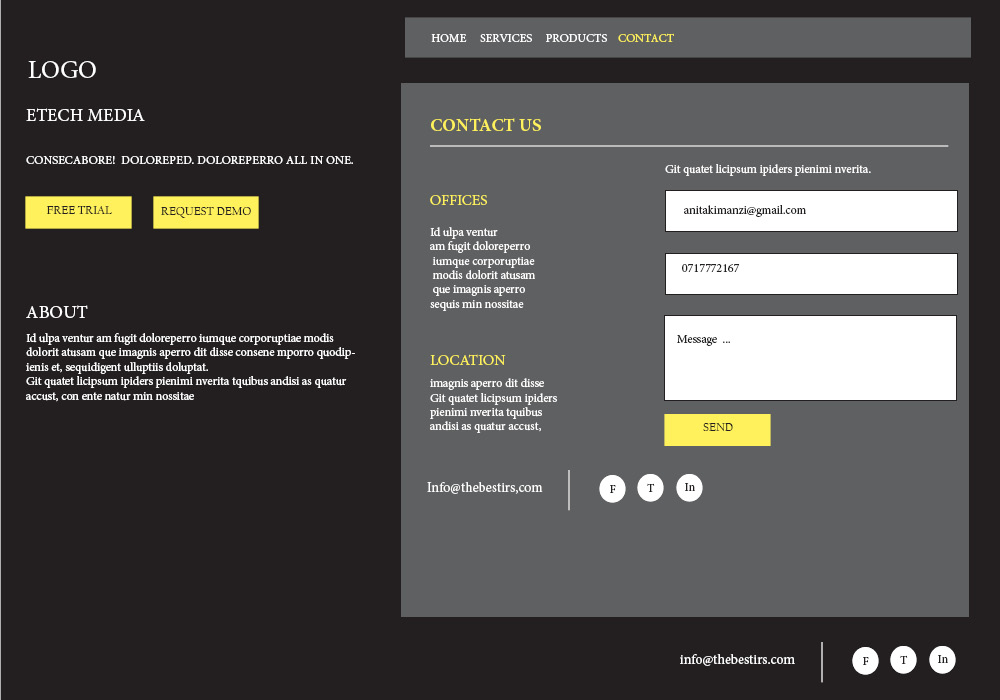 HOME SERVICES PRODUCTS CONTACT
LOGO
ETECH MEDIA
CONSECABORE! DOLOREPED. DOLOREPERRO ALL IN ONE.
FREE TRIAL
REQUEST DEMO
ABOUT
Id ulpa ventur am fugit doloreperro iumque corporuptiae modis
dolorit atusam que imagnis aperro dit disse consene mporro quodip-
ienis et, sequidigent ulluptiis doluptat.
Git quatet licipsum ipiders pienimi nverita tquibus andisi as quatur
accust, con ente natur min nossitae
CONTACT US
OFFICES
Id ulpa ventur
am fugit doloreperro
iumque corporuptiae
modis dolorit atusam
que imagnis aperro
sequis min nossitae
LOCATION
imagnis aperro dit disse
Git quatet licipsum ipiders
pienimi nverita tquibus
andisi as quatur accust,
Git quatet licipsum ipiders pienimi nverita.
anitakimanzi@gmail.com
0717772167
Message ...
SEND
Info@thebestirs,com
F T In
info@thebestirs.com
F T In